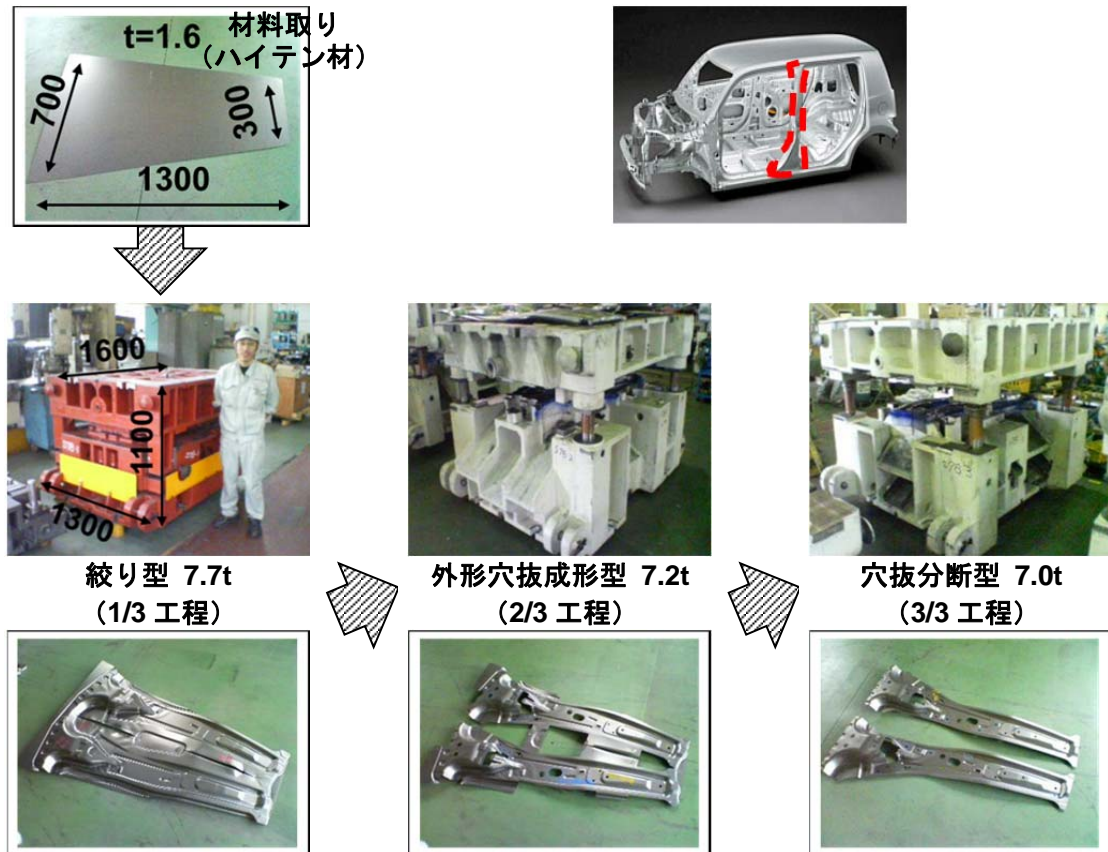 t=1.6 材料取り
（ハイテン材）
700
300
1300
1600
1100
1300
絞り型 7.7t
（1/3 工程）
外形穴抜成形型 7.2t
（2/3 工程）
穴抜分断型 7.0t
（3/3 工程）